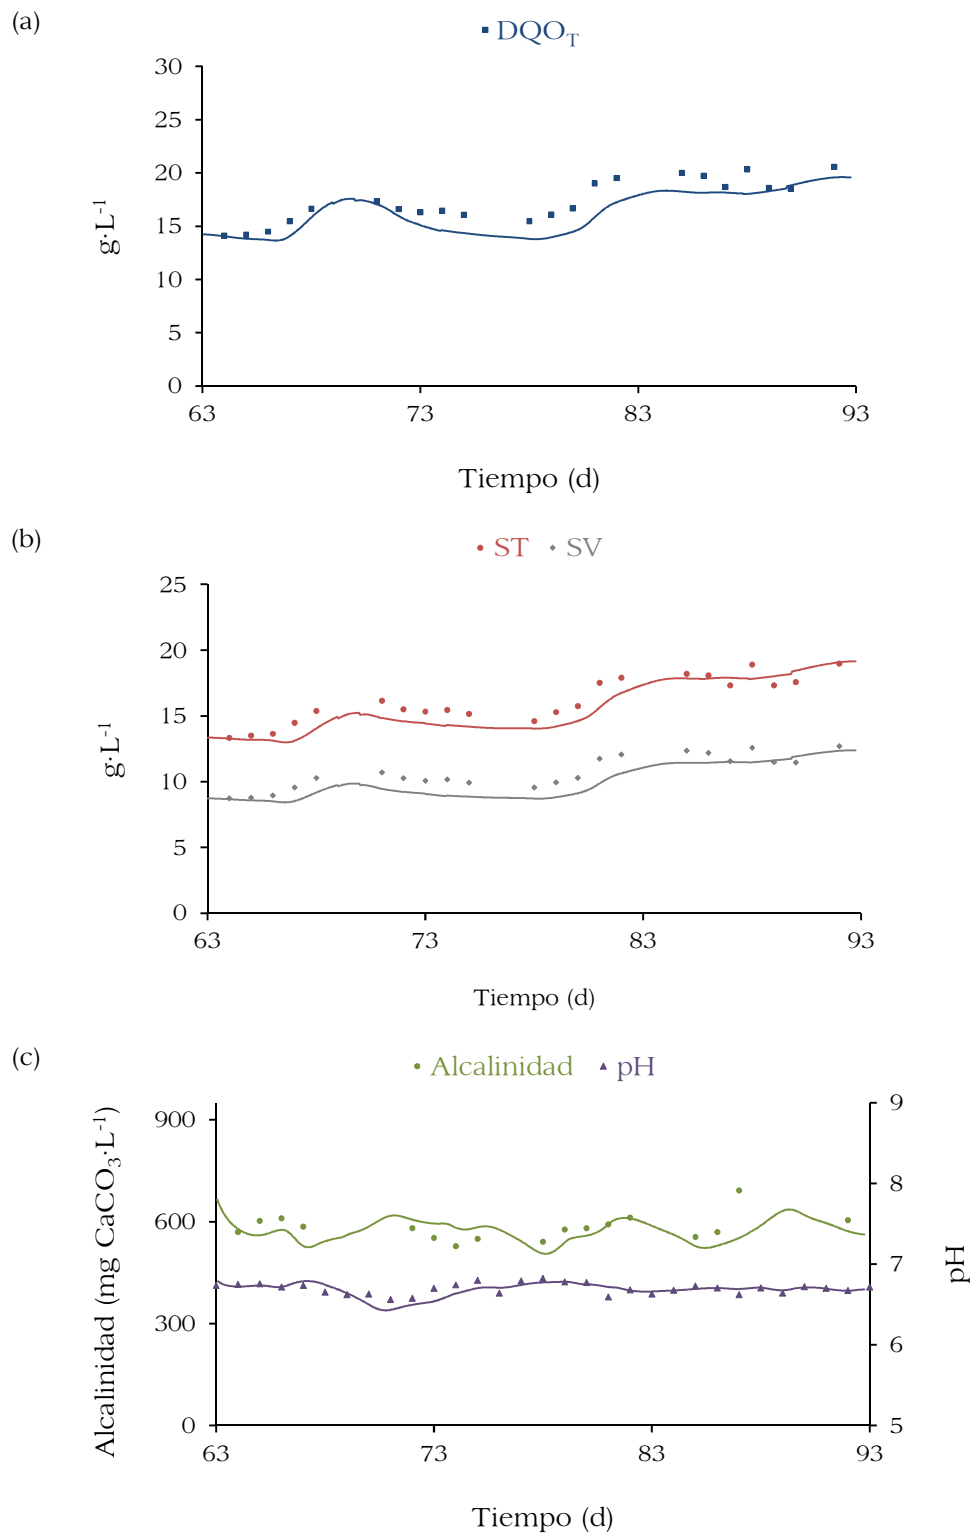 (a)
DQO_T
30
25
20
15
10
5
0
g·L^-1
63 73 83 93
Tiempo (d)
(b)
ST SV
25
20
15
10
5
0
g·L^-1
63 73 83 93
Tiempo (d)
(c)
Alcalinidad pH
900
600
300
0
Alcalinidad (mg CaCO_3·L^-1)
9
8
7
6
5
pH
63 73 83 93
Tiempo (d)